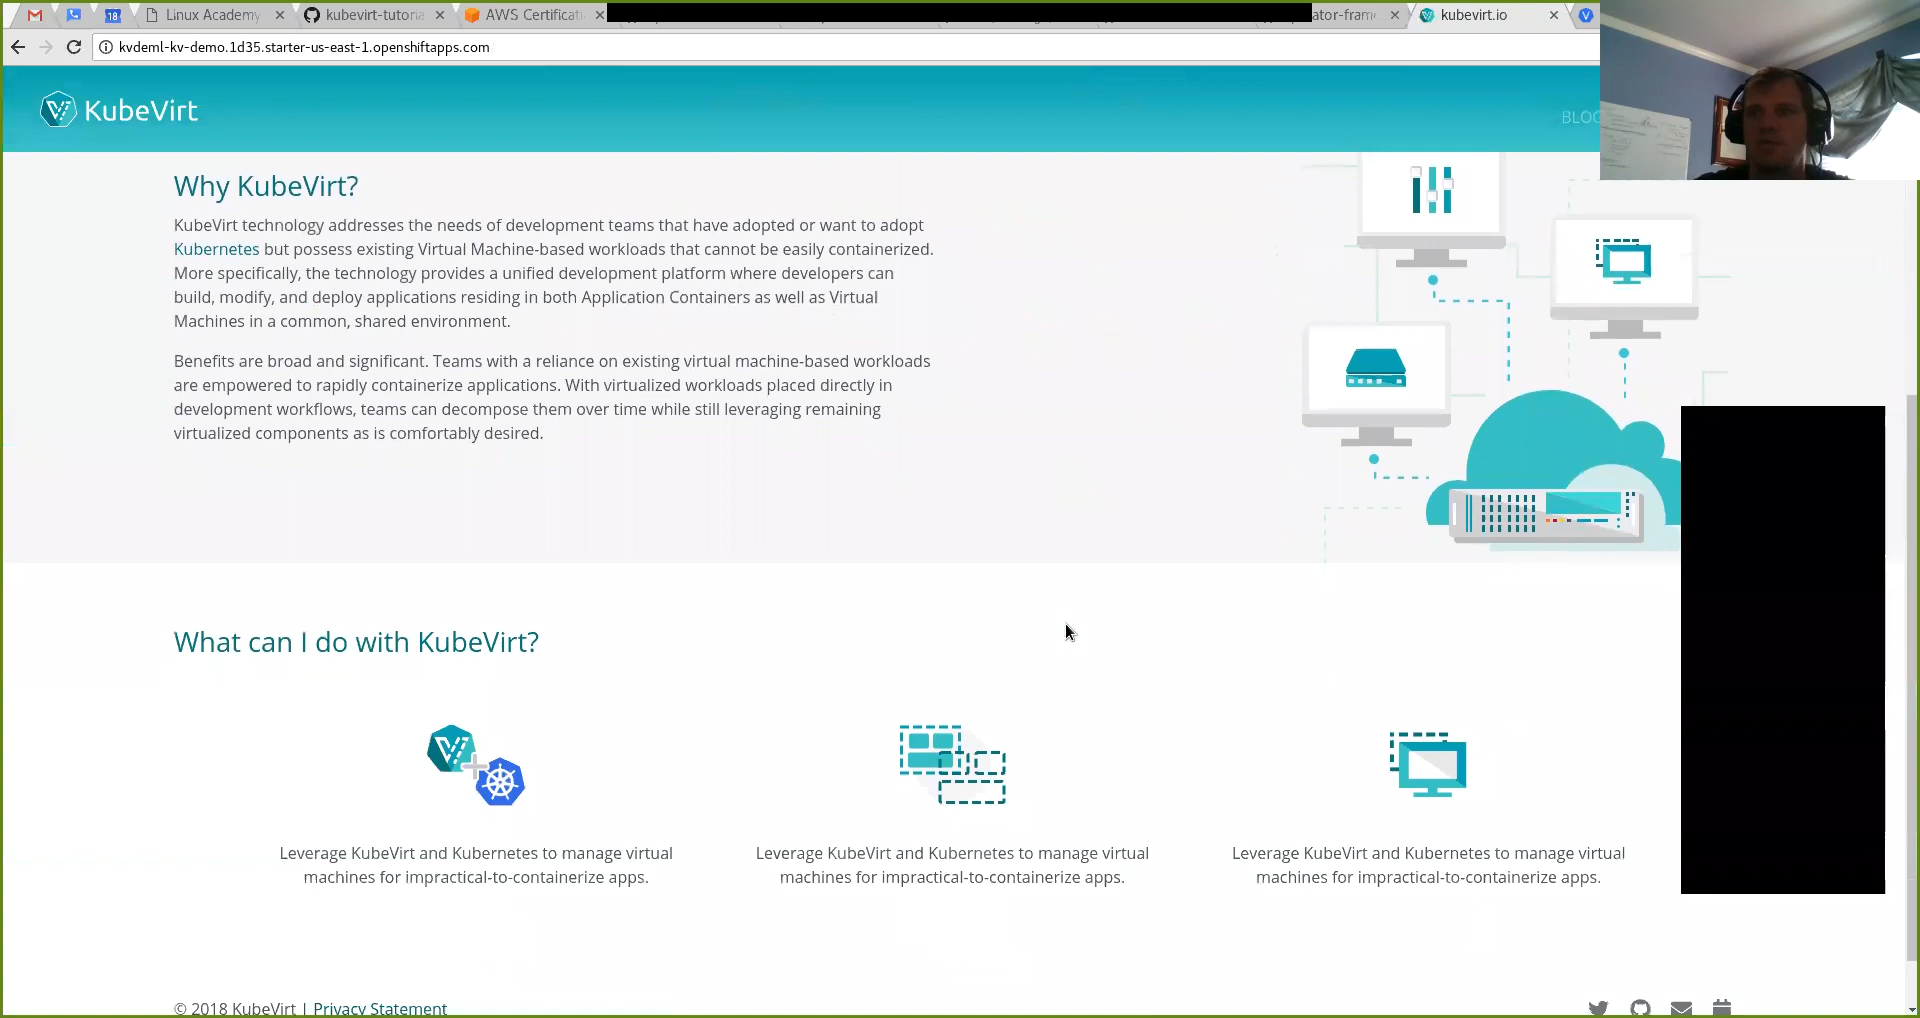 18
Linux Academy
kubevirt-tutoria
AWS Certificati
ator-fram
kubevirt.io
kvdeml-kv-demo.1d35.starter-us-east-1.openshiftapps.com
KubeVirt
BLOG
Why KubeVirt?
KubeVirt technology addresses the needs of development teams that have adopted or want to adopt
Kubernetes but possess existing Virtual Machine-based workloads that cannot be easily containerized.
More specifically, the technology provides a unified development platform where developers can
build, modify, and deploy applications residing in both Application Containers as well as Virtual
Machines in a common, shared environment.
Benefits are broad and significant. Teams with a reliance on existing virtual machine-based workloads
are empowered to rapidly containerize applications. With virtualized workloads placed directly in
development workflows, teams can decompose them over time while still leveraging remaining
virtualized components as is comfortably desired.
What can I do with KubeVirt?
Leverage KubeVirt and Kubernetes to manage virtual
machines for impractical-to-containerize apps.
Leverage KubeVirt and Kubernetes to manage virtual
machines for impractical-to-containerize apps.
Leverage KubeVirt and Kubernetes to manage virtual
machines for impractical-to-containerize apps.
© 2018 KubeVirt | Privacy Statement